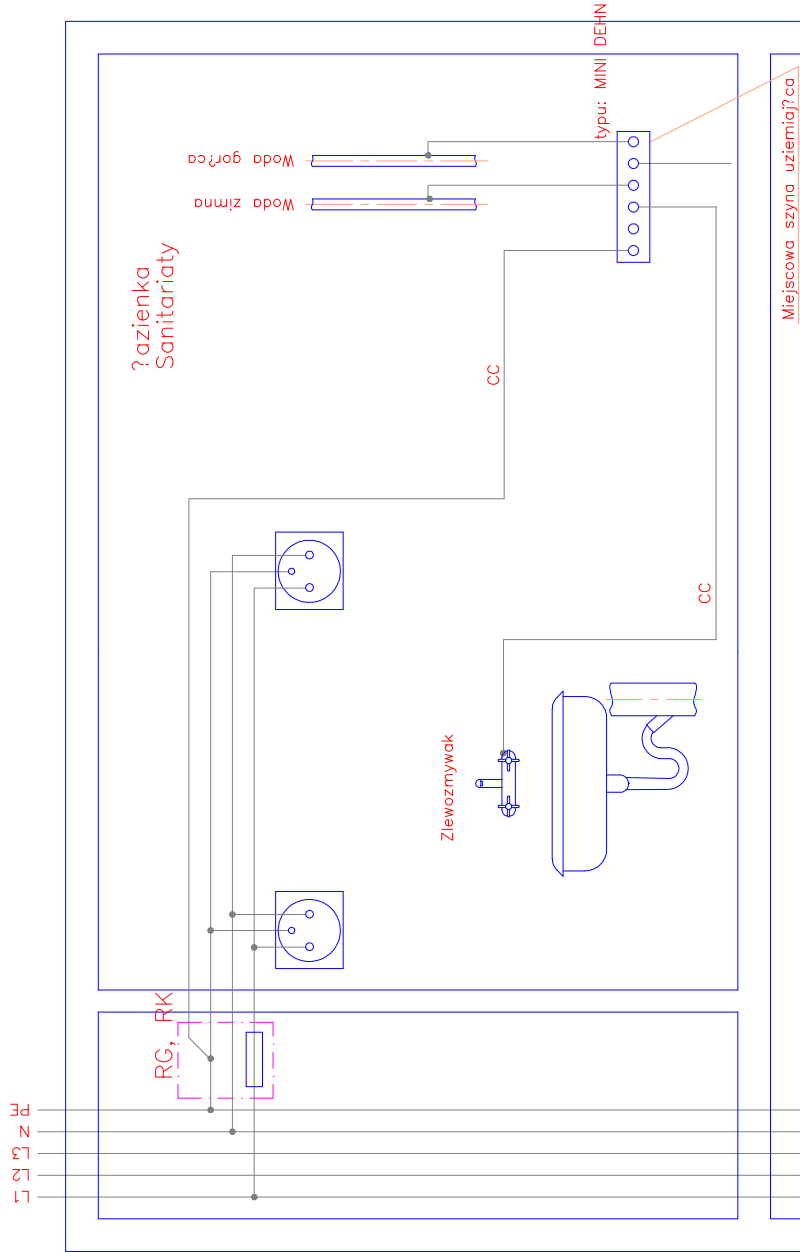 typu: MINI DEHN
Miejscowa szyna uziemiaj?ca
Woda gor?ca
Woda zimna
?azienka
Sanitariaty
CC
CC
Zlewozmywak
RG, RK
PE
N
L3
L2
L1